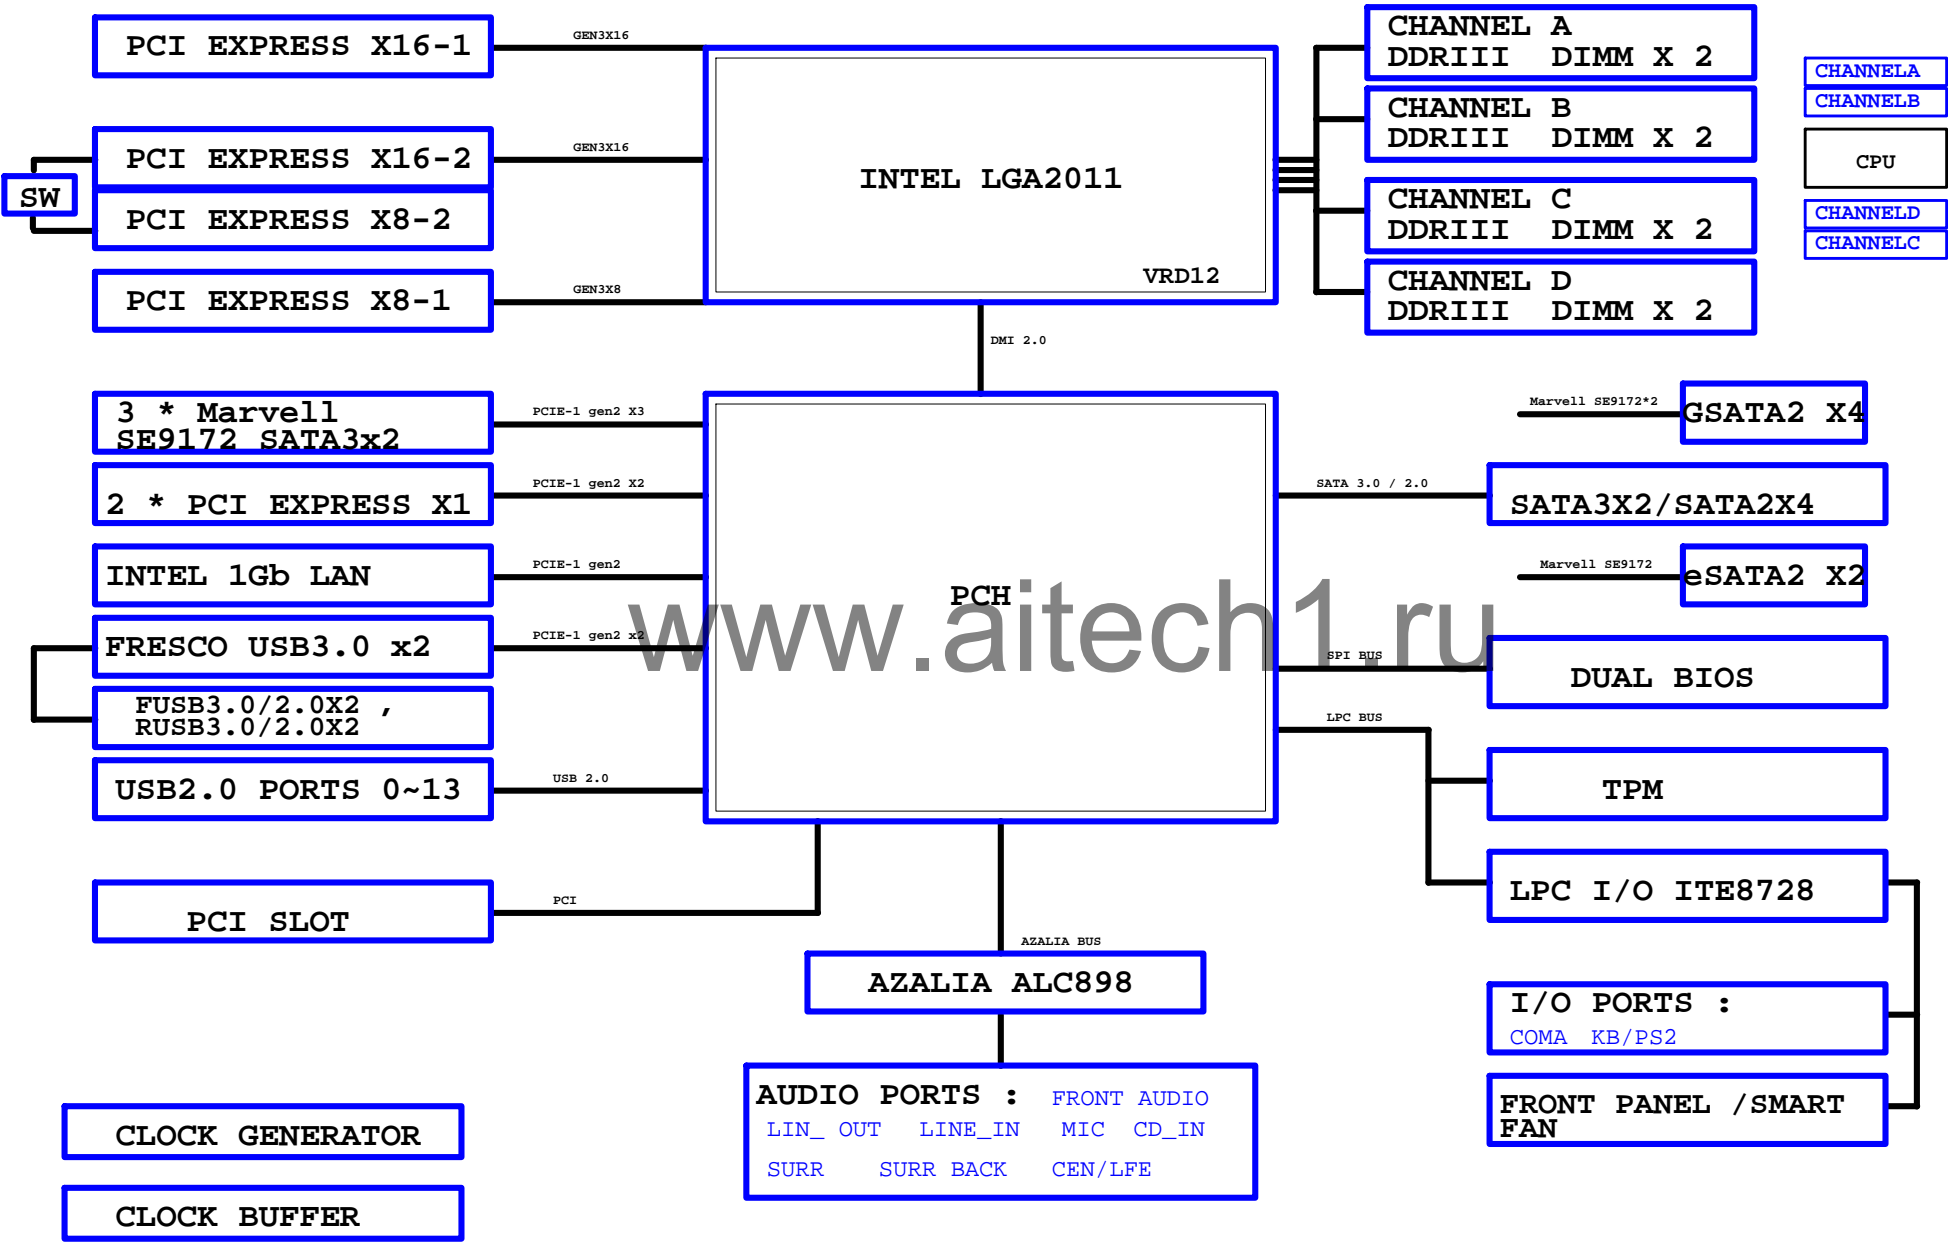 PCI EXPRESS X16-1
GEN3X16
PCI EXPRESS X16-2
GEN3X16
SW
PCI EXPRESS X8-2
PCI EXPRESS X8-1
GEN3X8
INTEL LGA2011
VRD12
CHANNEL A
DDRIII DIMM X 2
CHANNEL B
DDRIII DIMM X 2
CHANNEL C
DDRIII DIMM X 2
CHANNEL D
DDRIII DIMM X 2
CHANNELA
CHANNELB
CPU
CHANNELD
CHANNELC
DMI 2.0
3 * Marvell
SE9172 SATA3x2
PCIE-1 gen2 X3
2 * PCI EXPRESS X1
PCIE-1 gen2 X2
INTEL 1Gb LAN
PCIE-1 gen2
FRESCO USB3.0 x2
PCIE-1 gen2 x2
FUSB3.0/2.0X2 ,
RUSB3.0/2.0X2
USB2.0 PORTS 0~13
USB 2.0
PCI SLOT
PCI
PCH
www.aitech1.ru
Marvell SE9172*2
GSATA2 X4
SATA 3.0 / 2.0
SATA3X2/SATA2X4
Marvell SE9172
eSATA2 X2
SPI BUS
DUAL BIOS
LPC BUS
TPM
LPC I/O ITE8728
I/O PORTS :
COMA KB/PS2
FRONT PANEL /SMART
FAN
AZALIA BUS
AZALIA ALC898
AUDIO PORTS : FRONT AUDIO
LIN_ OUT LINE_IN MIC CD_IN
SURR SURR BACK CEN/LFE
CLOCK GENERATOR
CLOCK BUFFER